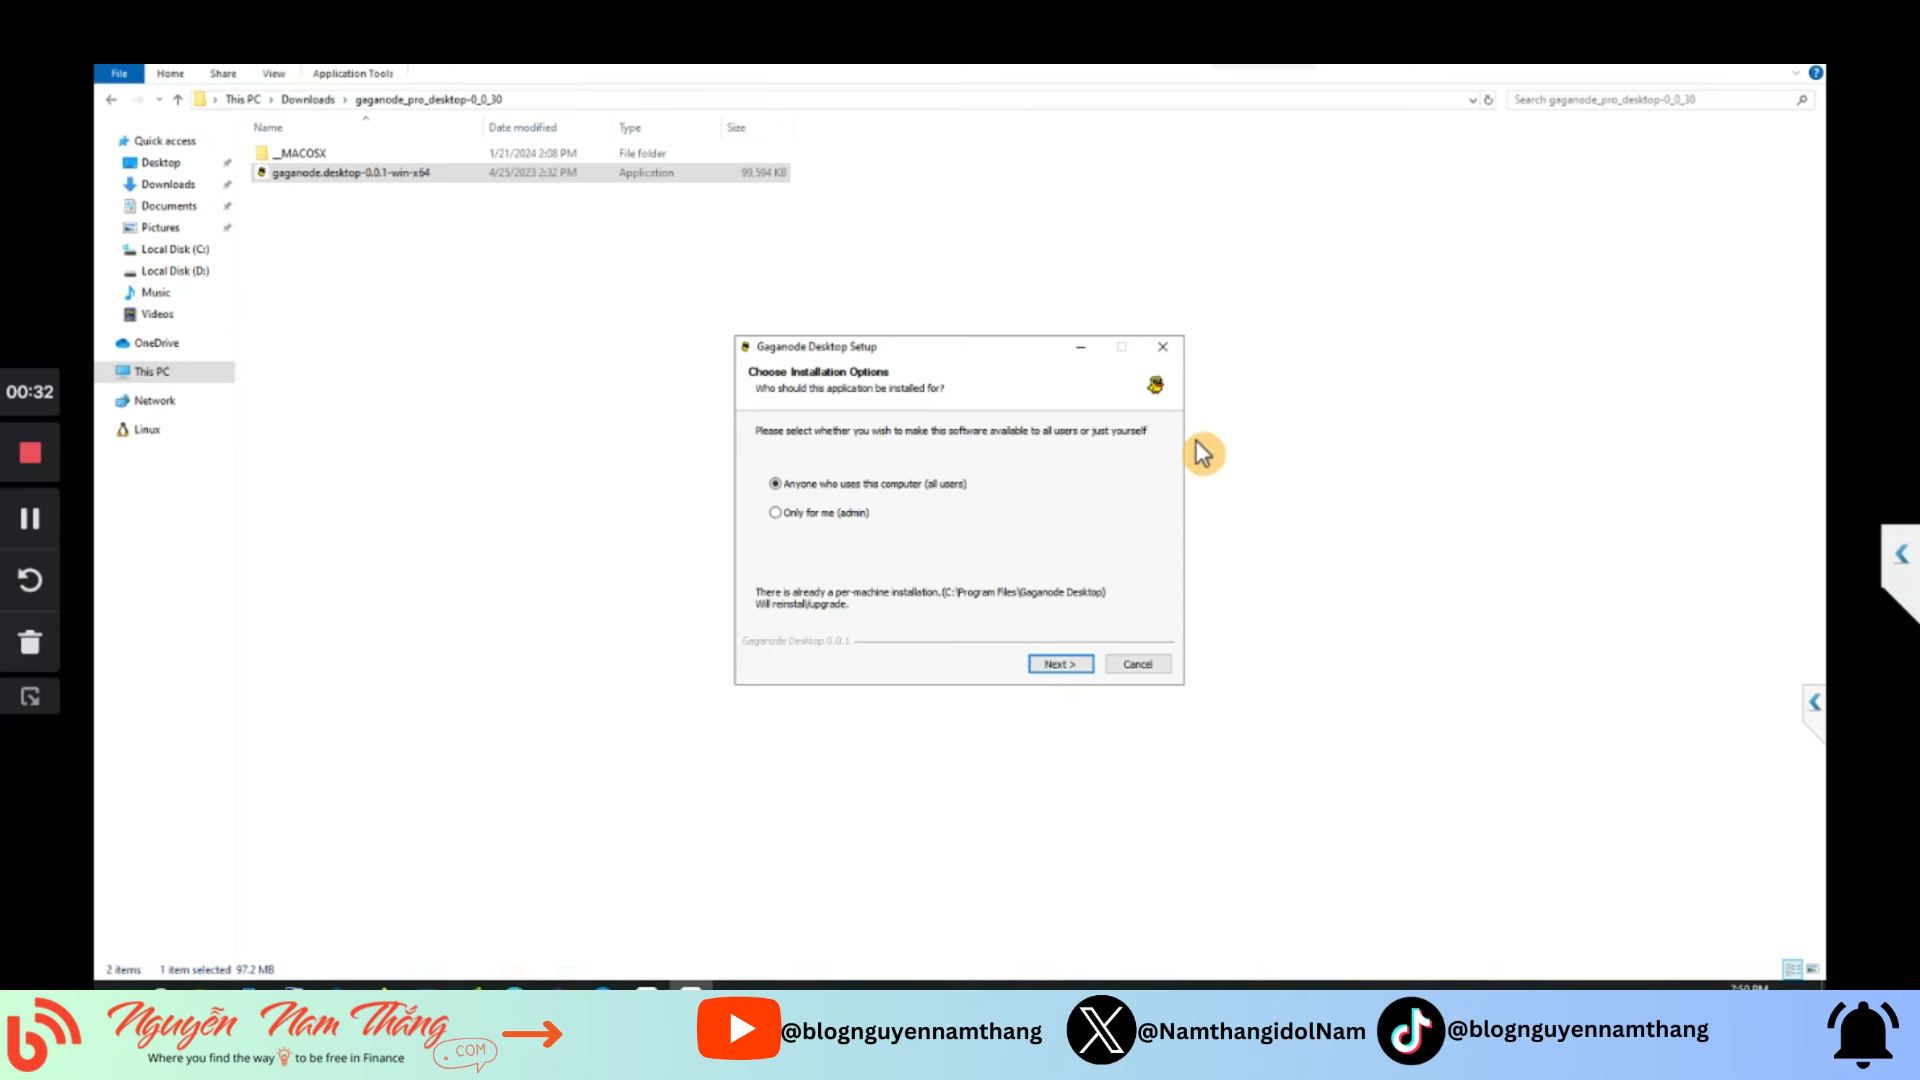 File Home Share View Application Tools
This PC > Downloads > gaganode_pro_desktop-0_0_30
Search gaganode_pro_desktop-0_0_30
Name Date modified Type Size
__MACOSX 1/21/2024 2:08 PM File folder
gaganode.desktop-0.0.1-win-x64 4/25/2023 2:32 PM Application 99,594 KB
Quick access
Desktop
Downloads
Documents
Pictures
Local Disk (C:)
Local Disk (D:)
Music
Videos
OneDrive
This PC
Network
Linux
00:32
Gaganode Desktop Setup
Choose Installation Options
Who should this application be installed for?
Please select whether you wish to make this software available to all users or just yourself
Anyone who uses this computer (all users)
Only for me (admin)
There is already a per-machine installation. (C:\Program Files\Gaganode Desktop)
Will reinstall/upgrade.
Gaganode Desktop 0.0.1
Next > Cancel
2 items 1 item selected 97.2 MB
7:50 PM
Nguyễn Nam Thắng
.COM
Where you find the way to be free in Finance
@blognguyennamthang
@NamthangidolNam
@blognguyennamthang